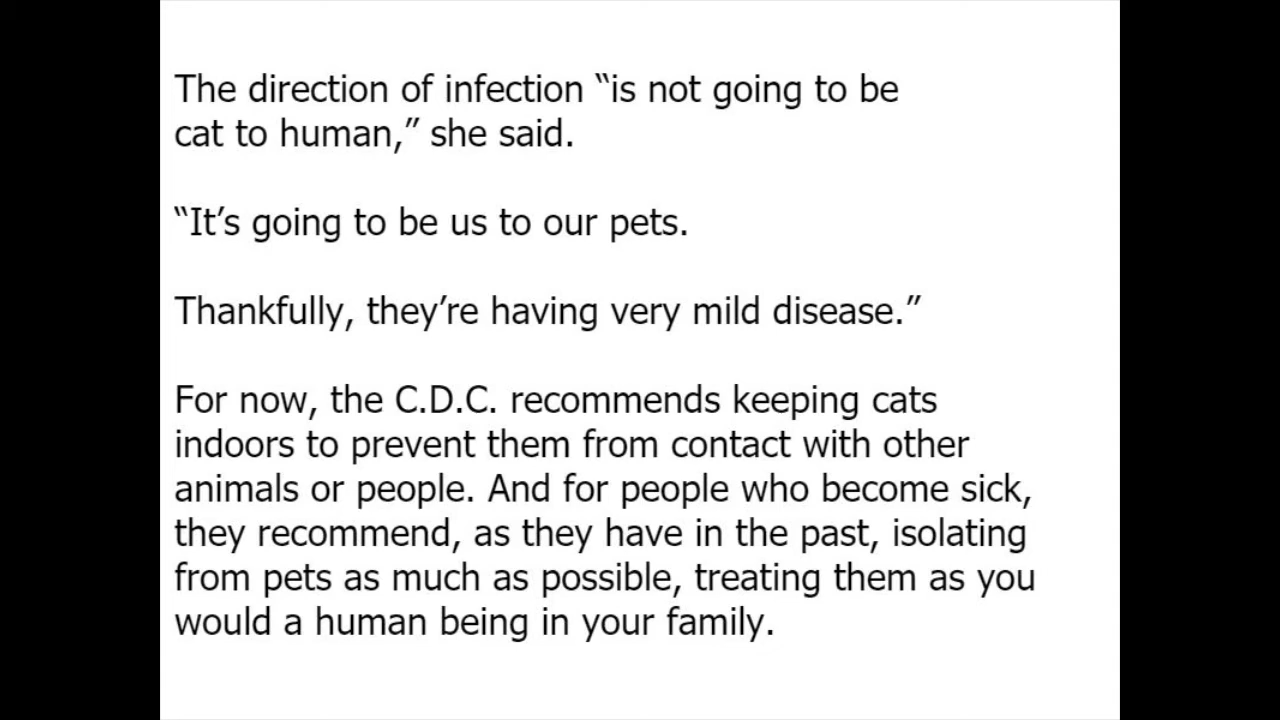 The direction of infection “is not going to be
cat to human,” she said.
“It’s going to be us to our pets.
Thankfully, they’re having very mild disease.”
For now, the C.D.C. recommends keeping cats
indoors to prevent them from contact with other
animals or people. And for people who become sick,
they recommend, as they have in the past, isolating
from pets as much as possible, treating them as you
would a human being in your family.